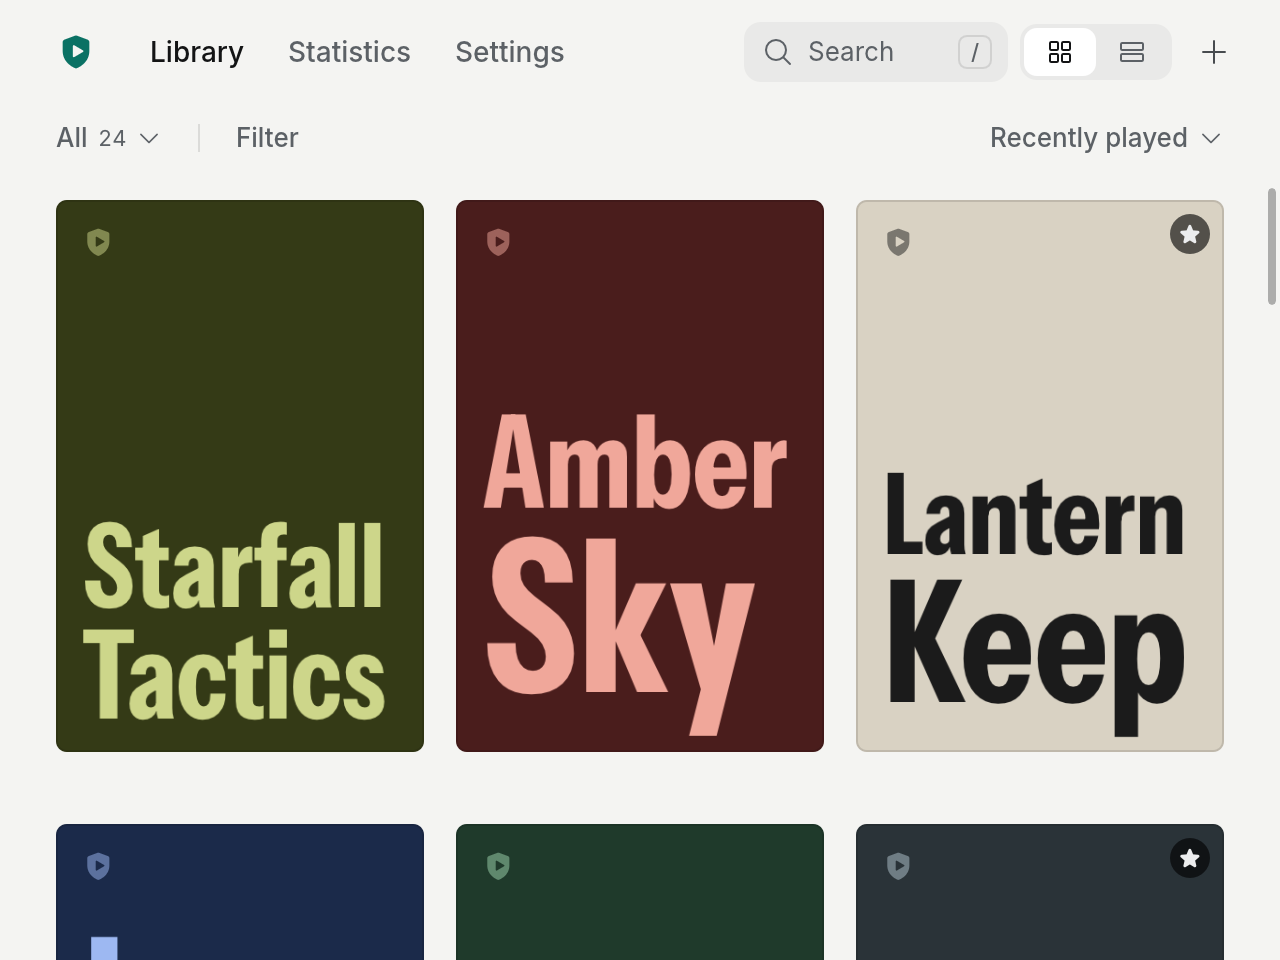 Library Statistics Settings Search /
All 24 Filter Recently played
Starfall
Tactics
Amber
Sky
Lantern
Keep